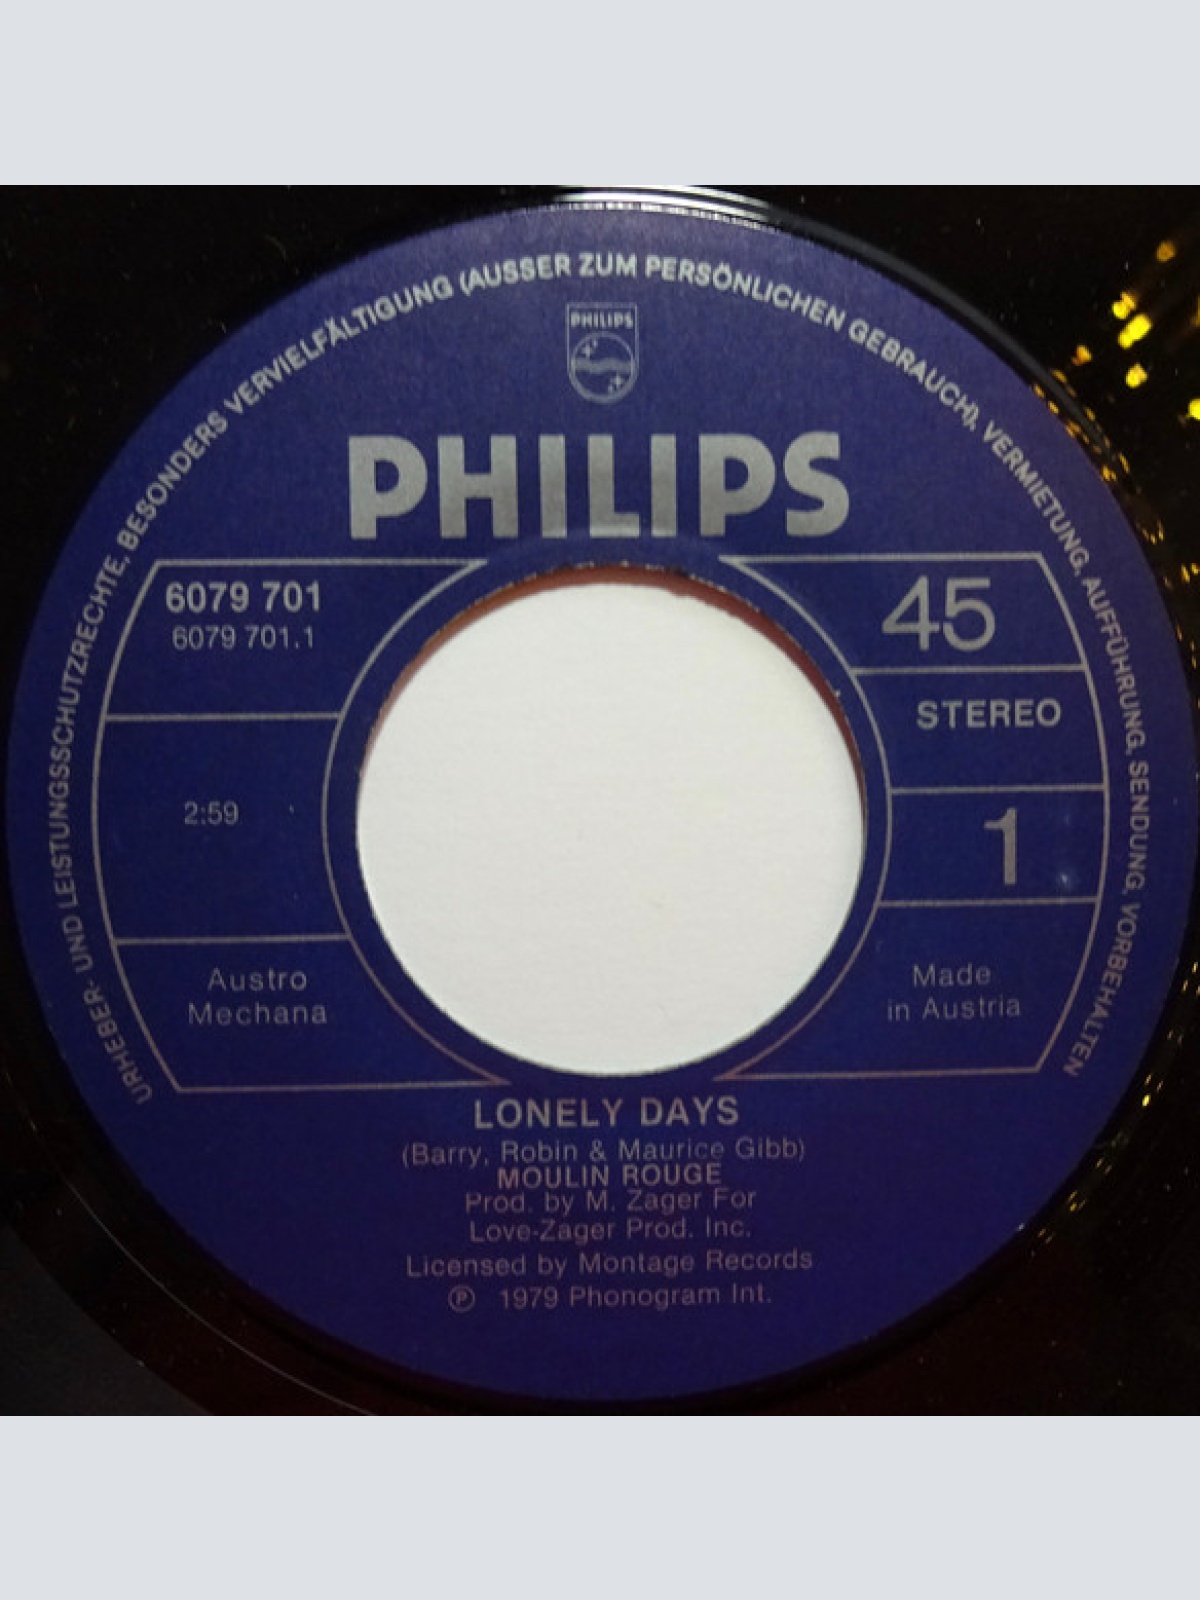 URHEBER- UND LEISTUNGSSCHUTZRECHTE, BESONDERS VERVIELFÄLTIGUNG (AUSSER ZUM PERSÖNLICHEN GEBRAUCH), VERMIETUNG, AUFFÜHRUNG, SENDUNG, VORBEHALTEN
PHILIPS
PHILIPS
6079 701
6079 701.1
45
STEREO
2:59
1
Austro
Mechana
Made
in Austria
LONELY DAYS
(Barry, Robin & Maurice Gibb)
MOULIN ROUGE
Prod. by M. Zager For
Love-Zager Prod. Inc.
Licensed by Montage Records
℗ 1979 Phonogram Int.